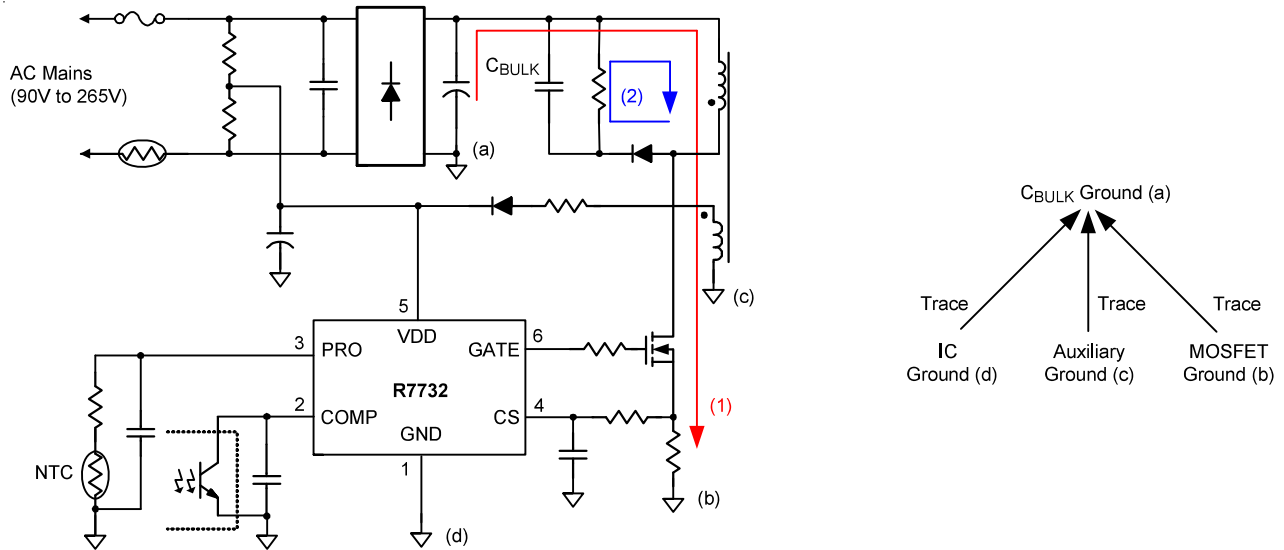 AC Mains
(90V to 265V)
CBULK
(2)
(a)
(c)
5
VDD
3
PRO
GATE
6
R7732
2
COMP
CS
4
(1)
GND
1
NTC
(b)
(d)
CBULK Ground (a)
Trace
Trace
Trace
IC
Ground (d)
Auxiliary
Ground (c)
MOSFET
Ground (b)